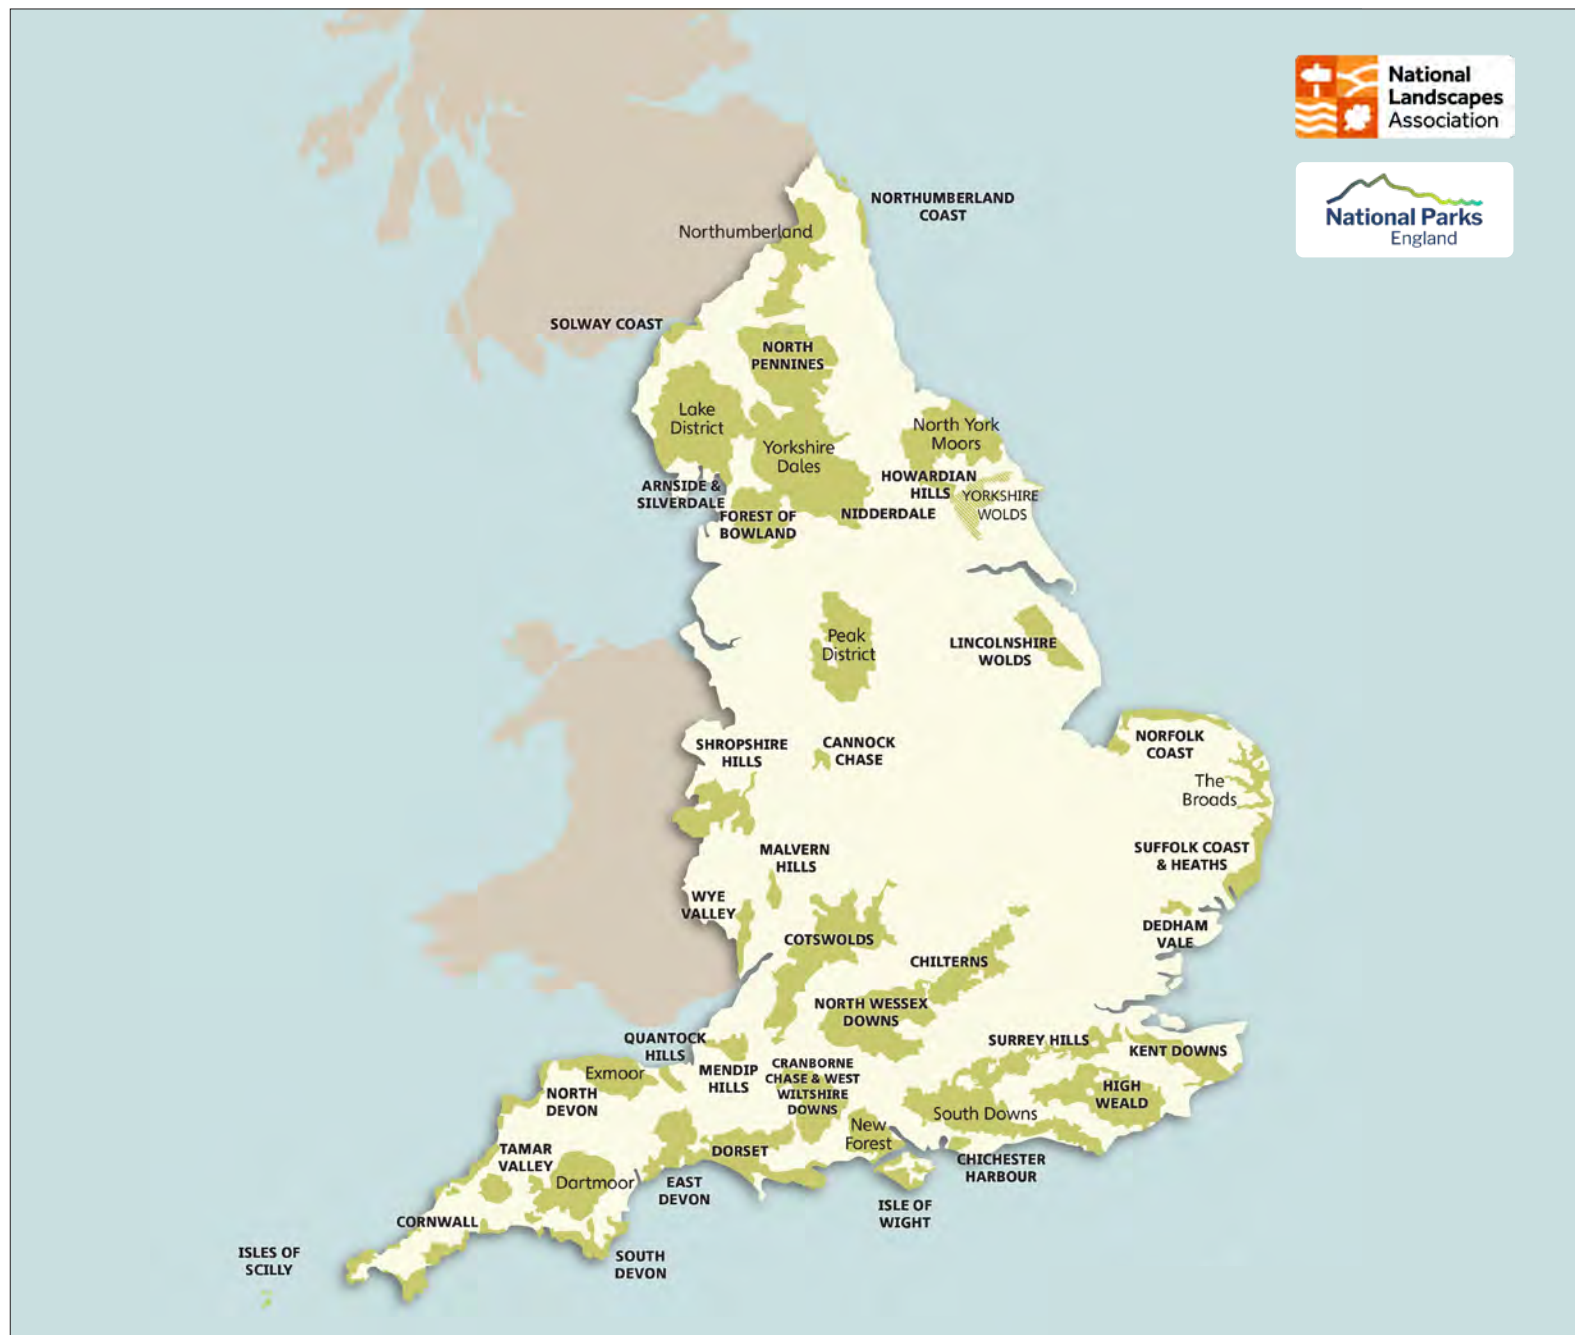 National
Landscapes
Association
National Parks
England
NORTHUMBERLAND
COAST
Northumberland
SOLWAY COAST
NORTH
PENNINES
Lake
District
North York
Moors
Yorkshire
Dales
HOWARDIAN
HILLS
YORKSHIRE
WOLDS
ARNSIDE &
SILVERDALE
FOREST OF
BOWLAND
NIDDERDALE
Peak
District
LINCOLNSHIRE
WOLDS
SHROPSHIRE
HILLS
CANNOCK
CHASE
NORFOLK
COAST
The
Broads
MALVERN
HILLS
SUFFOLK COAST
& HEATHS
WYE
VALLEY
COTSWOLDS
DEDHAM
VALE
CHILTERNS
NORTH WESSEX
DOWNS
QUANTOCK
HILLS
SURREY HILLS
KENT DOWNS
Exmoor
MENDIP
HILLS
CRANBORNE
CHASE & WEST
WILTSHIRE
DOWNS
NORTH
DEVON
HIGH
WEALD
South Downs
New
Forest
TAMAR
VALLEY
DORSET
CHICHESTER
HARBOUR
Dartmoor
EAST
DEVON
ISLE OF
WIGHT
CORNWALL
ISLES OF
SCILLY
SOUTH
DEVON